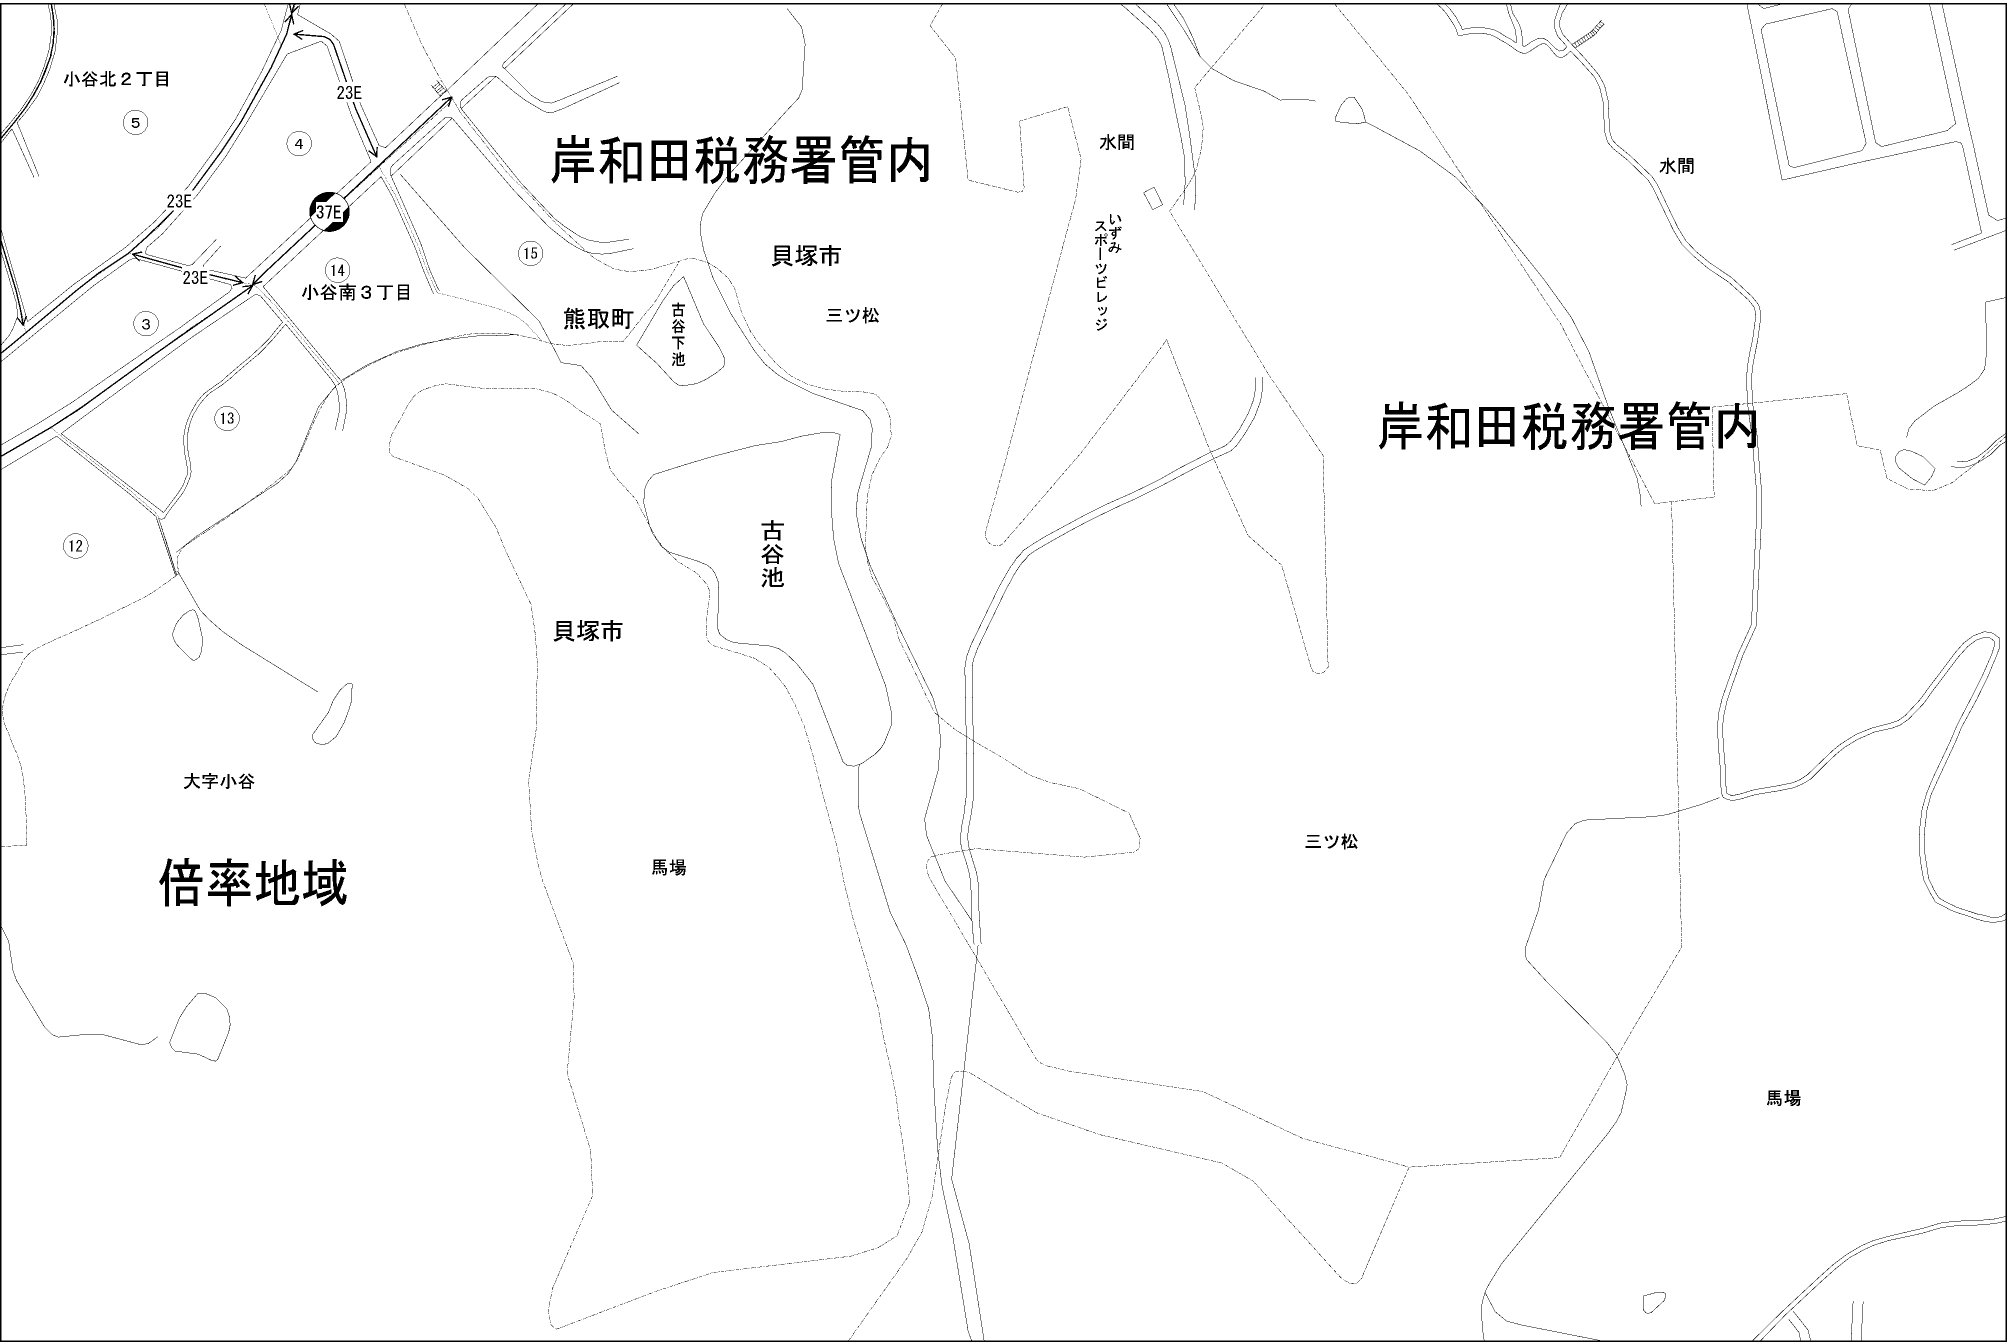 小谷北２丁目
5
23E
4
岸和田税務署管内
水間
水間
23E
37E
いずみ
スポーツビレッジ
15
貝塚市
14
23E
小谷南３丁目
3
熊取町
古谷下池
三ツ松
13
岸和田税務署管内
12
古谷池
貝塚市
大字小谷
三ツ松
倍率地域
馬場
馬場